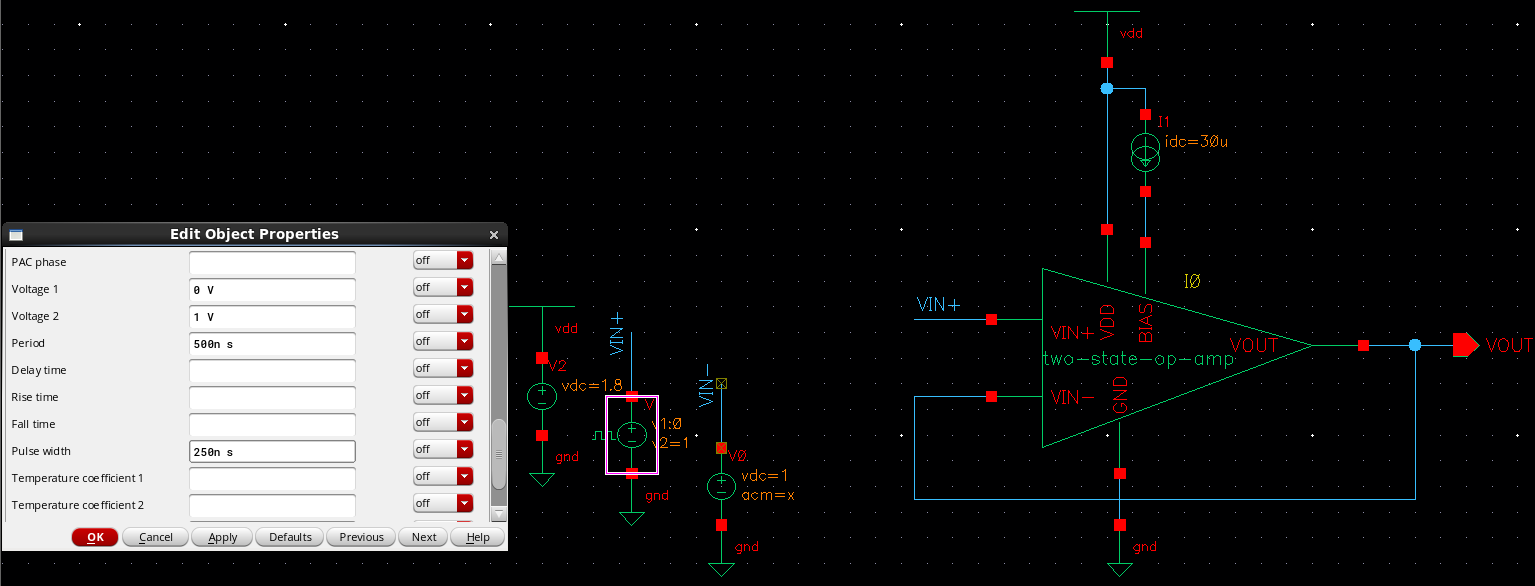 Edit Object Properties
PAC phase off
Voltage 1 0 V off
Voltage 2 1 V off
Period 500n s off
Delay time off
Rise time off
Fall time off
Pulse width 250n s off
Temperature coefficient 1 off
Temperature coefficient 2 off
OK Cancel Apply Defaults Previous Next Help
vdd
V2
vdc=1.8
gnd
VIN+
v1:0
v2=1
gnd
VIN-
V0
vdc=1
acm=x
gnd
vdd
I1
idc=30u
I0
VIN+
VIN+
VDD
BIAS
two-state-op-amp
VOUT
VIN-
GND
VOUT
gnd